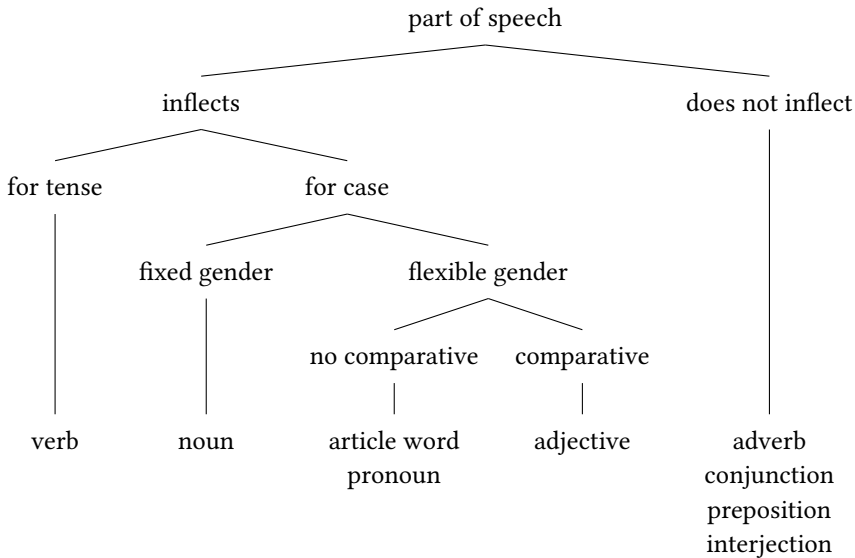 part of speech
inflects
does not inflect
for tense
for case
fixed gender
flexible gender
no comparative
comparative
verb
noun
article word
pronoun
adjective
adverb
conjunction
preposition
interjection